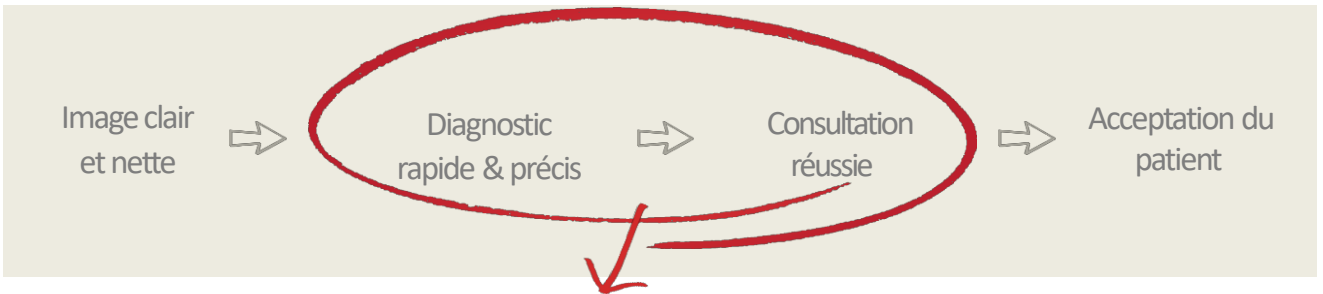 Image clair
et nette
Diagnostic
rapide & précis
Consultation
réussie
Acceptation du
patient